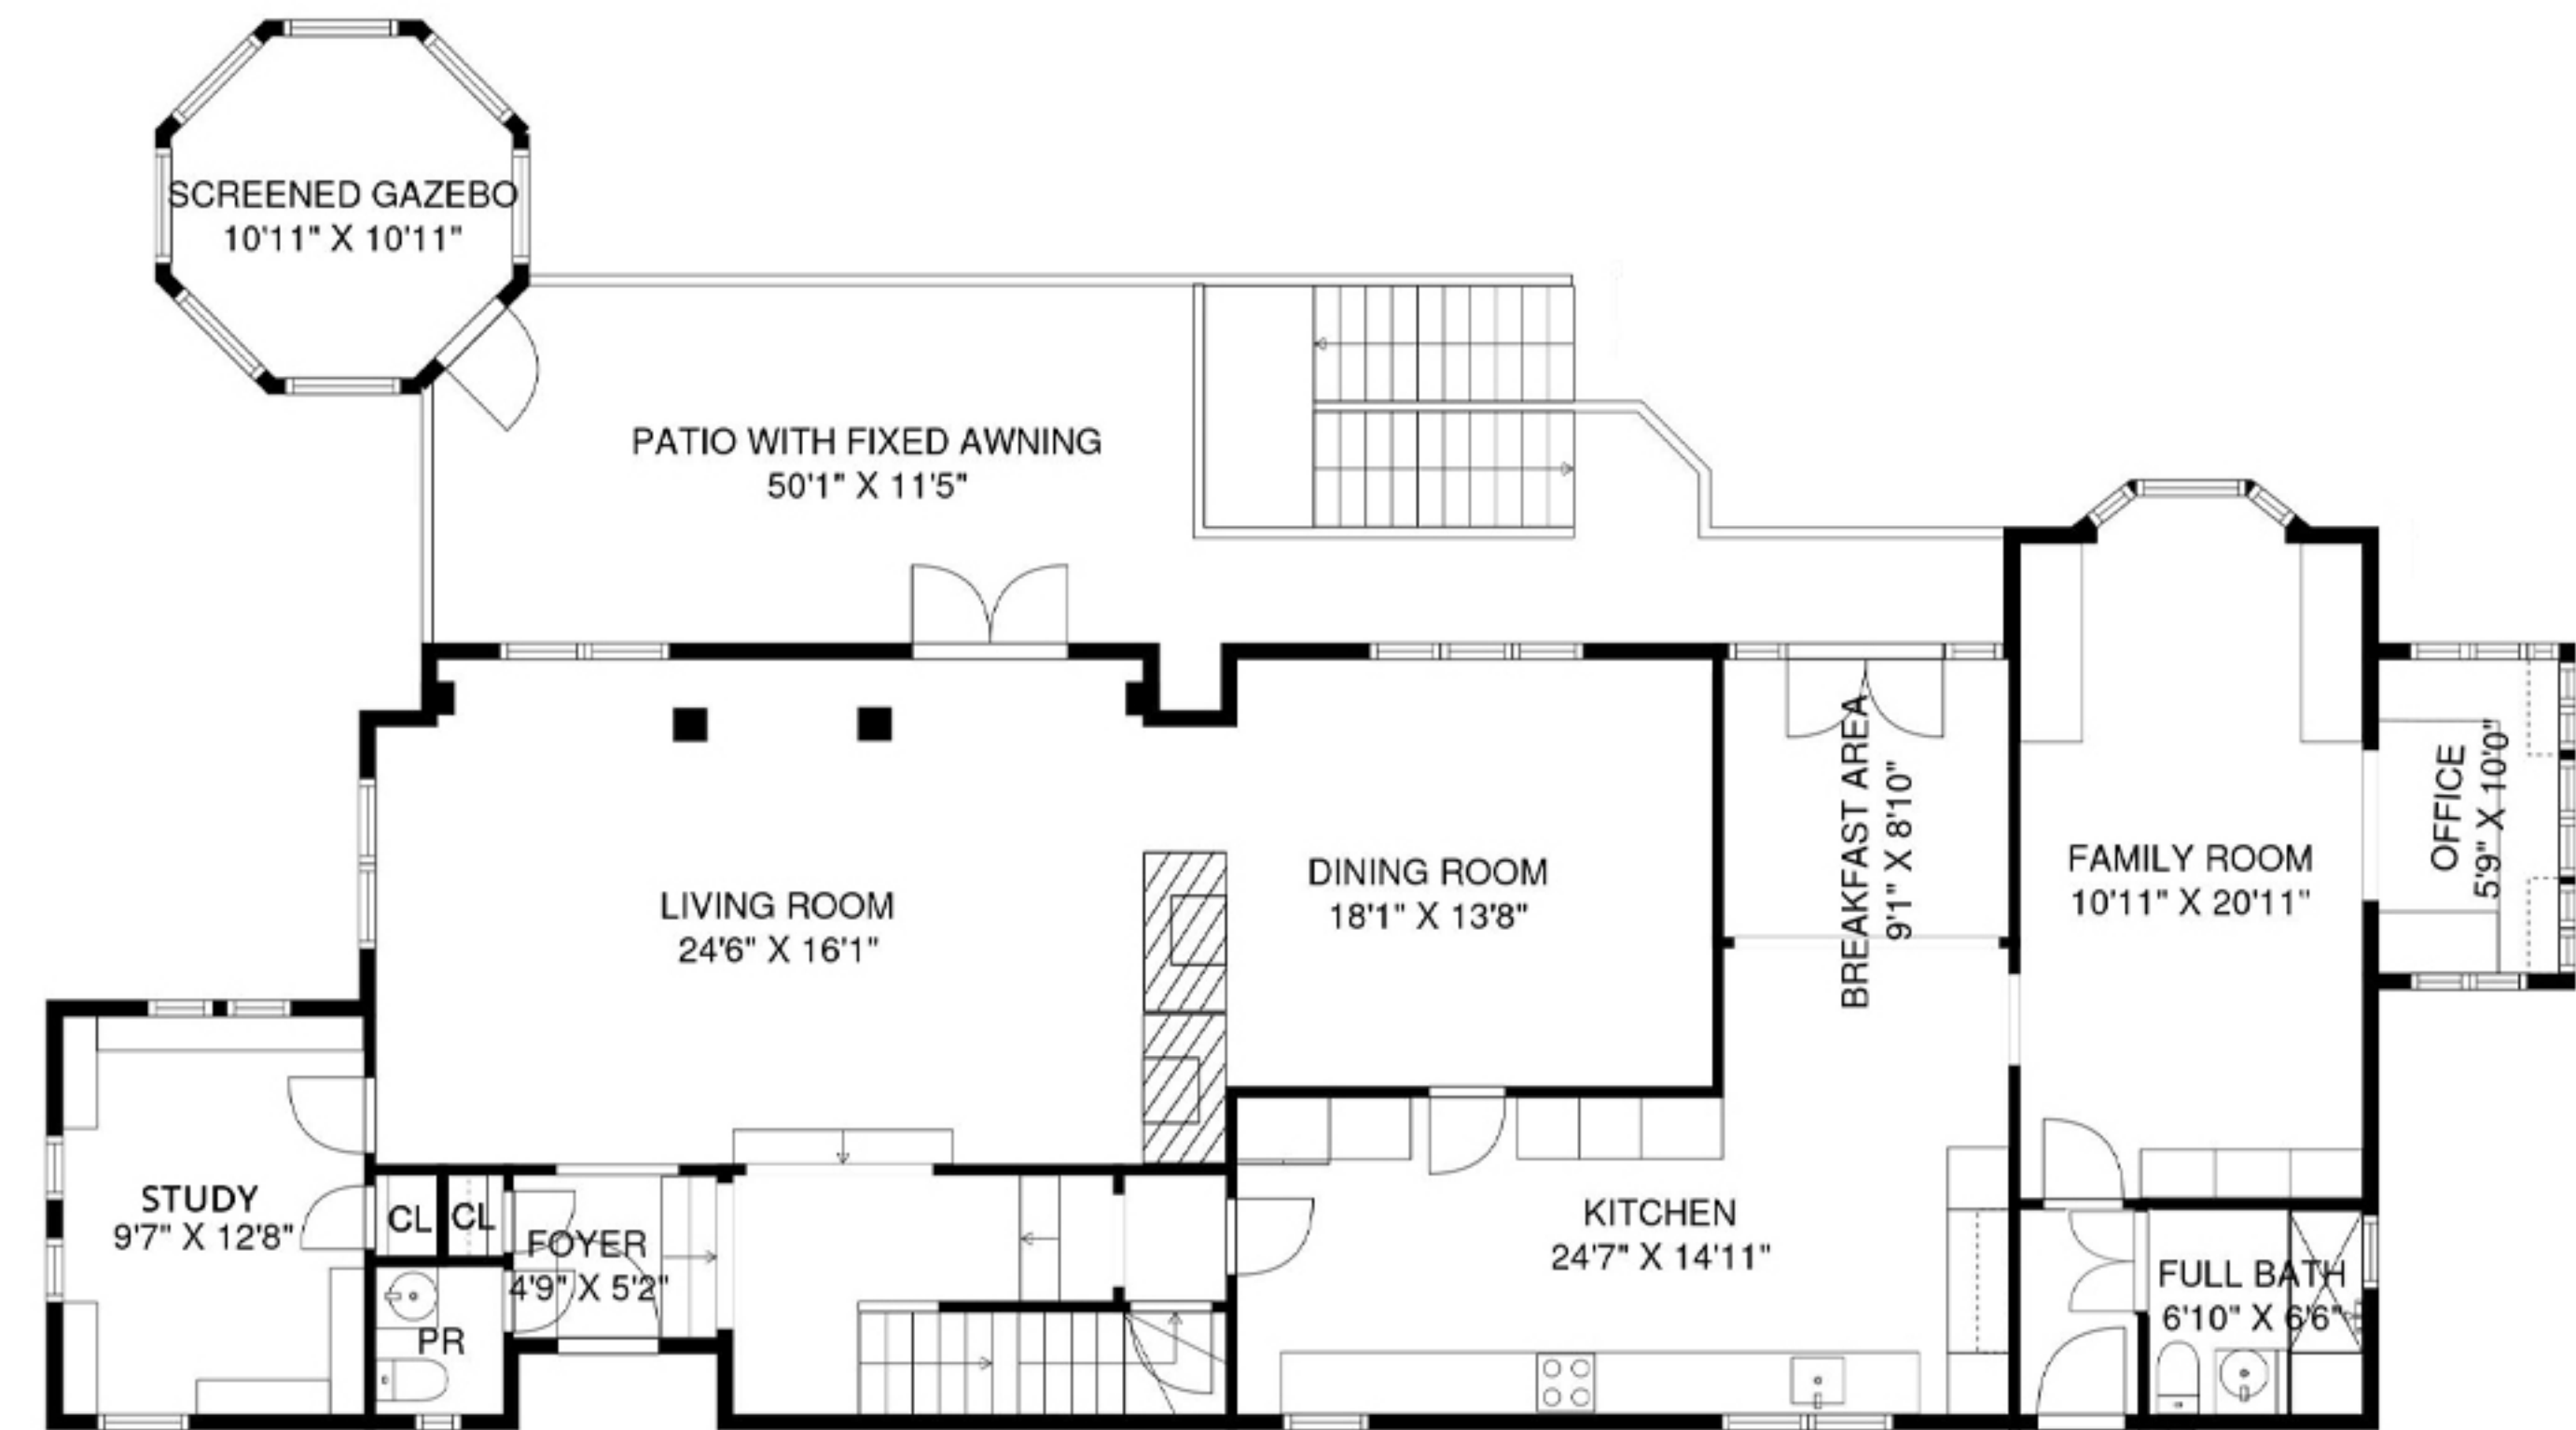 SCREENED GAZEBO
10'11" X 10'11"
PATIO WITH FIXED AWNING
50'1" X 11'5"
LIVING ROOM
24'6" X 16'1"
DINING ROOM
18'1" X 13'8"
BREAKFAST AREA
9'1" X 8'10"
FAMILY ROOM
10'11" X 20'11"
OFFICE
5'9" X 10'0"
STUDY
9'7" X 12'8"
CL
CL
FOYER
4'9" X 5'2"
PR
KITCHEN
24'7" X 14'11"
FULL BATH
6'10" X 6'6"